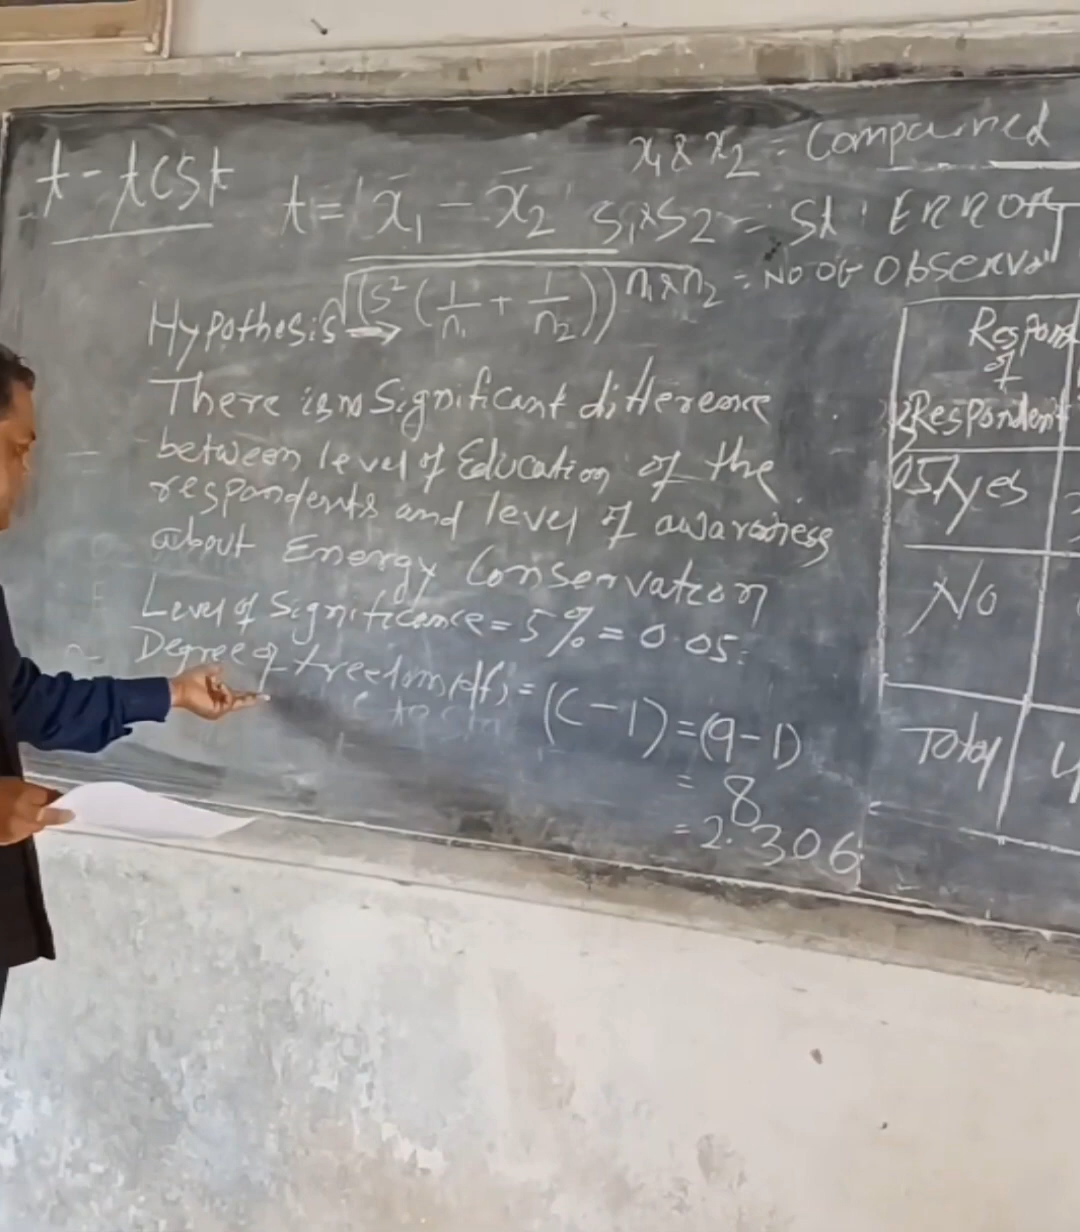 t-test
x1 & x2 = Compained
t = x̄1 - x̄2
S1 & S2 = St. ERROR
√(S²(1/n1 + 1/n2))
n1 & n2 = NO OF Observat
Hypothesis →
There is no Significant difference
between level of Education of the
respondents and level of awareness
about Energy Conservation
Level of Significance = 5% = 0.05
Degree of freedom (df) = (C-1) = (9-1)
= 8
= 2.306
Respond
of
Respondent
Yes
No
Total